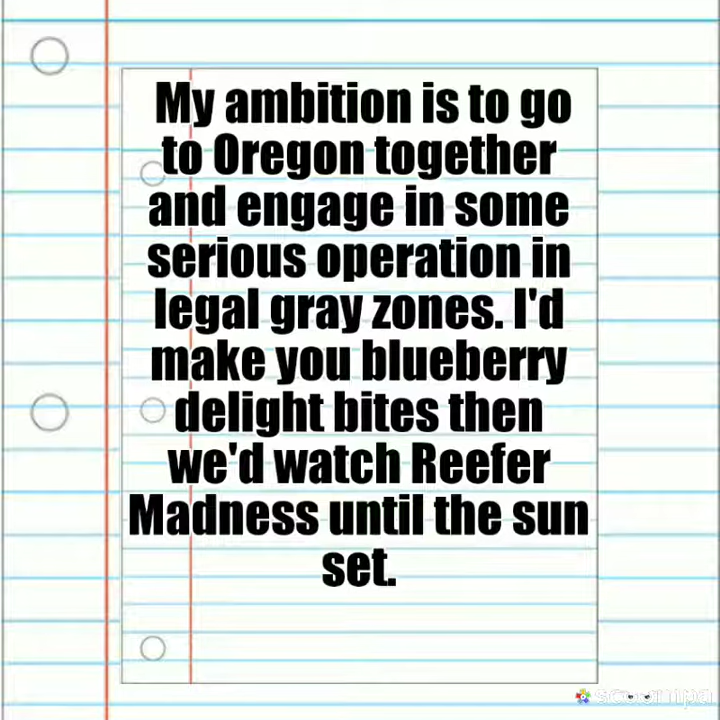 My ambition is to go
to Oregon together
and engage in some
serious operation in
legal gray zones. I'd
make you blueberry
delight bites then
we'd watch Reefer
Madness until the sun
set.